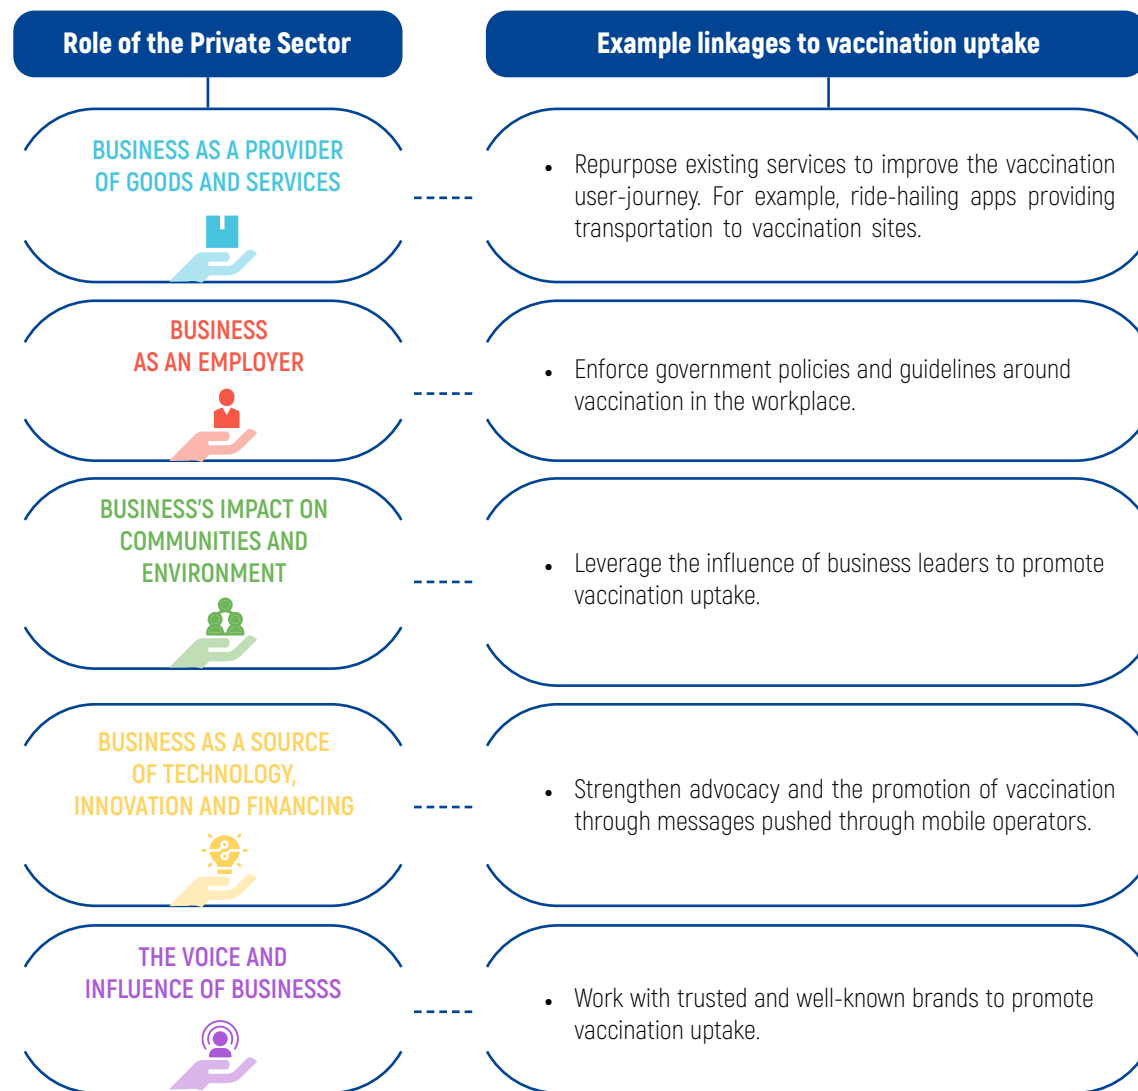 Role of the Private Sector
Example linkages to vaccination uptake
BUSINESS AS A PROVIDER
OF GOODS AND SERVICES
• Repurpose existing services to improve the vaccination
user-journey. For example, ride-hailing apps providing
transportation to vaccination sites.
BUSINESS
AS AN EMPLOYER
• Enforce government policies and guidelines around
vaccination in the workplace.
BUSINESS'S IMPACT ON
COMMUNITIES AND
ENVIRONMENT
• Leverage the influence of business leaders to promote
vaccination uptake.
BUSINESS AS A SOURCE
OF TECHNOLOGY,
INNOVATION AND FINANCING
• Strengthen advocacy and the promotion of vaccination
through messages pushed through mobile operators.
THE VOICE AND
INFLUENCE OF BUSINESSS
• Work with trusted and well-known brands to promote
vaccination uptake.